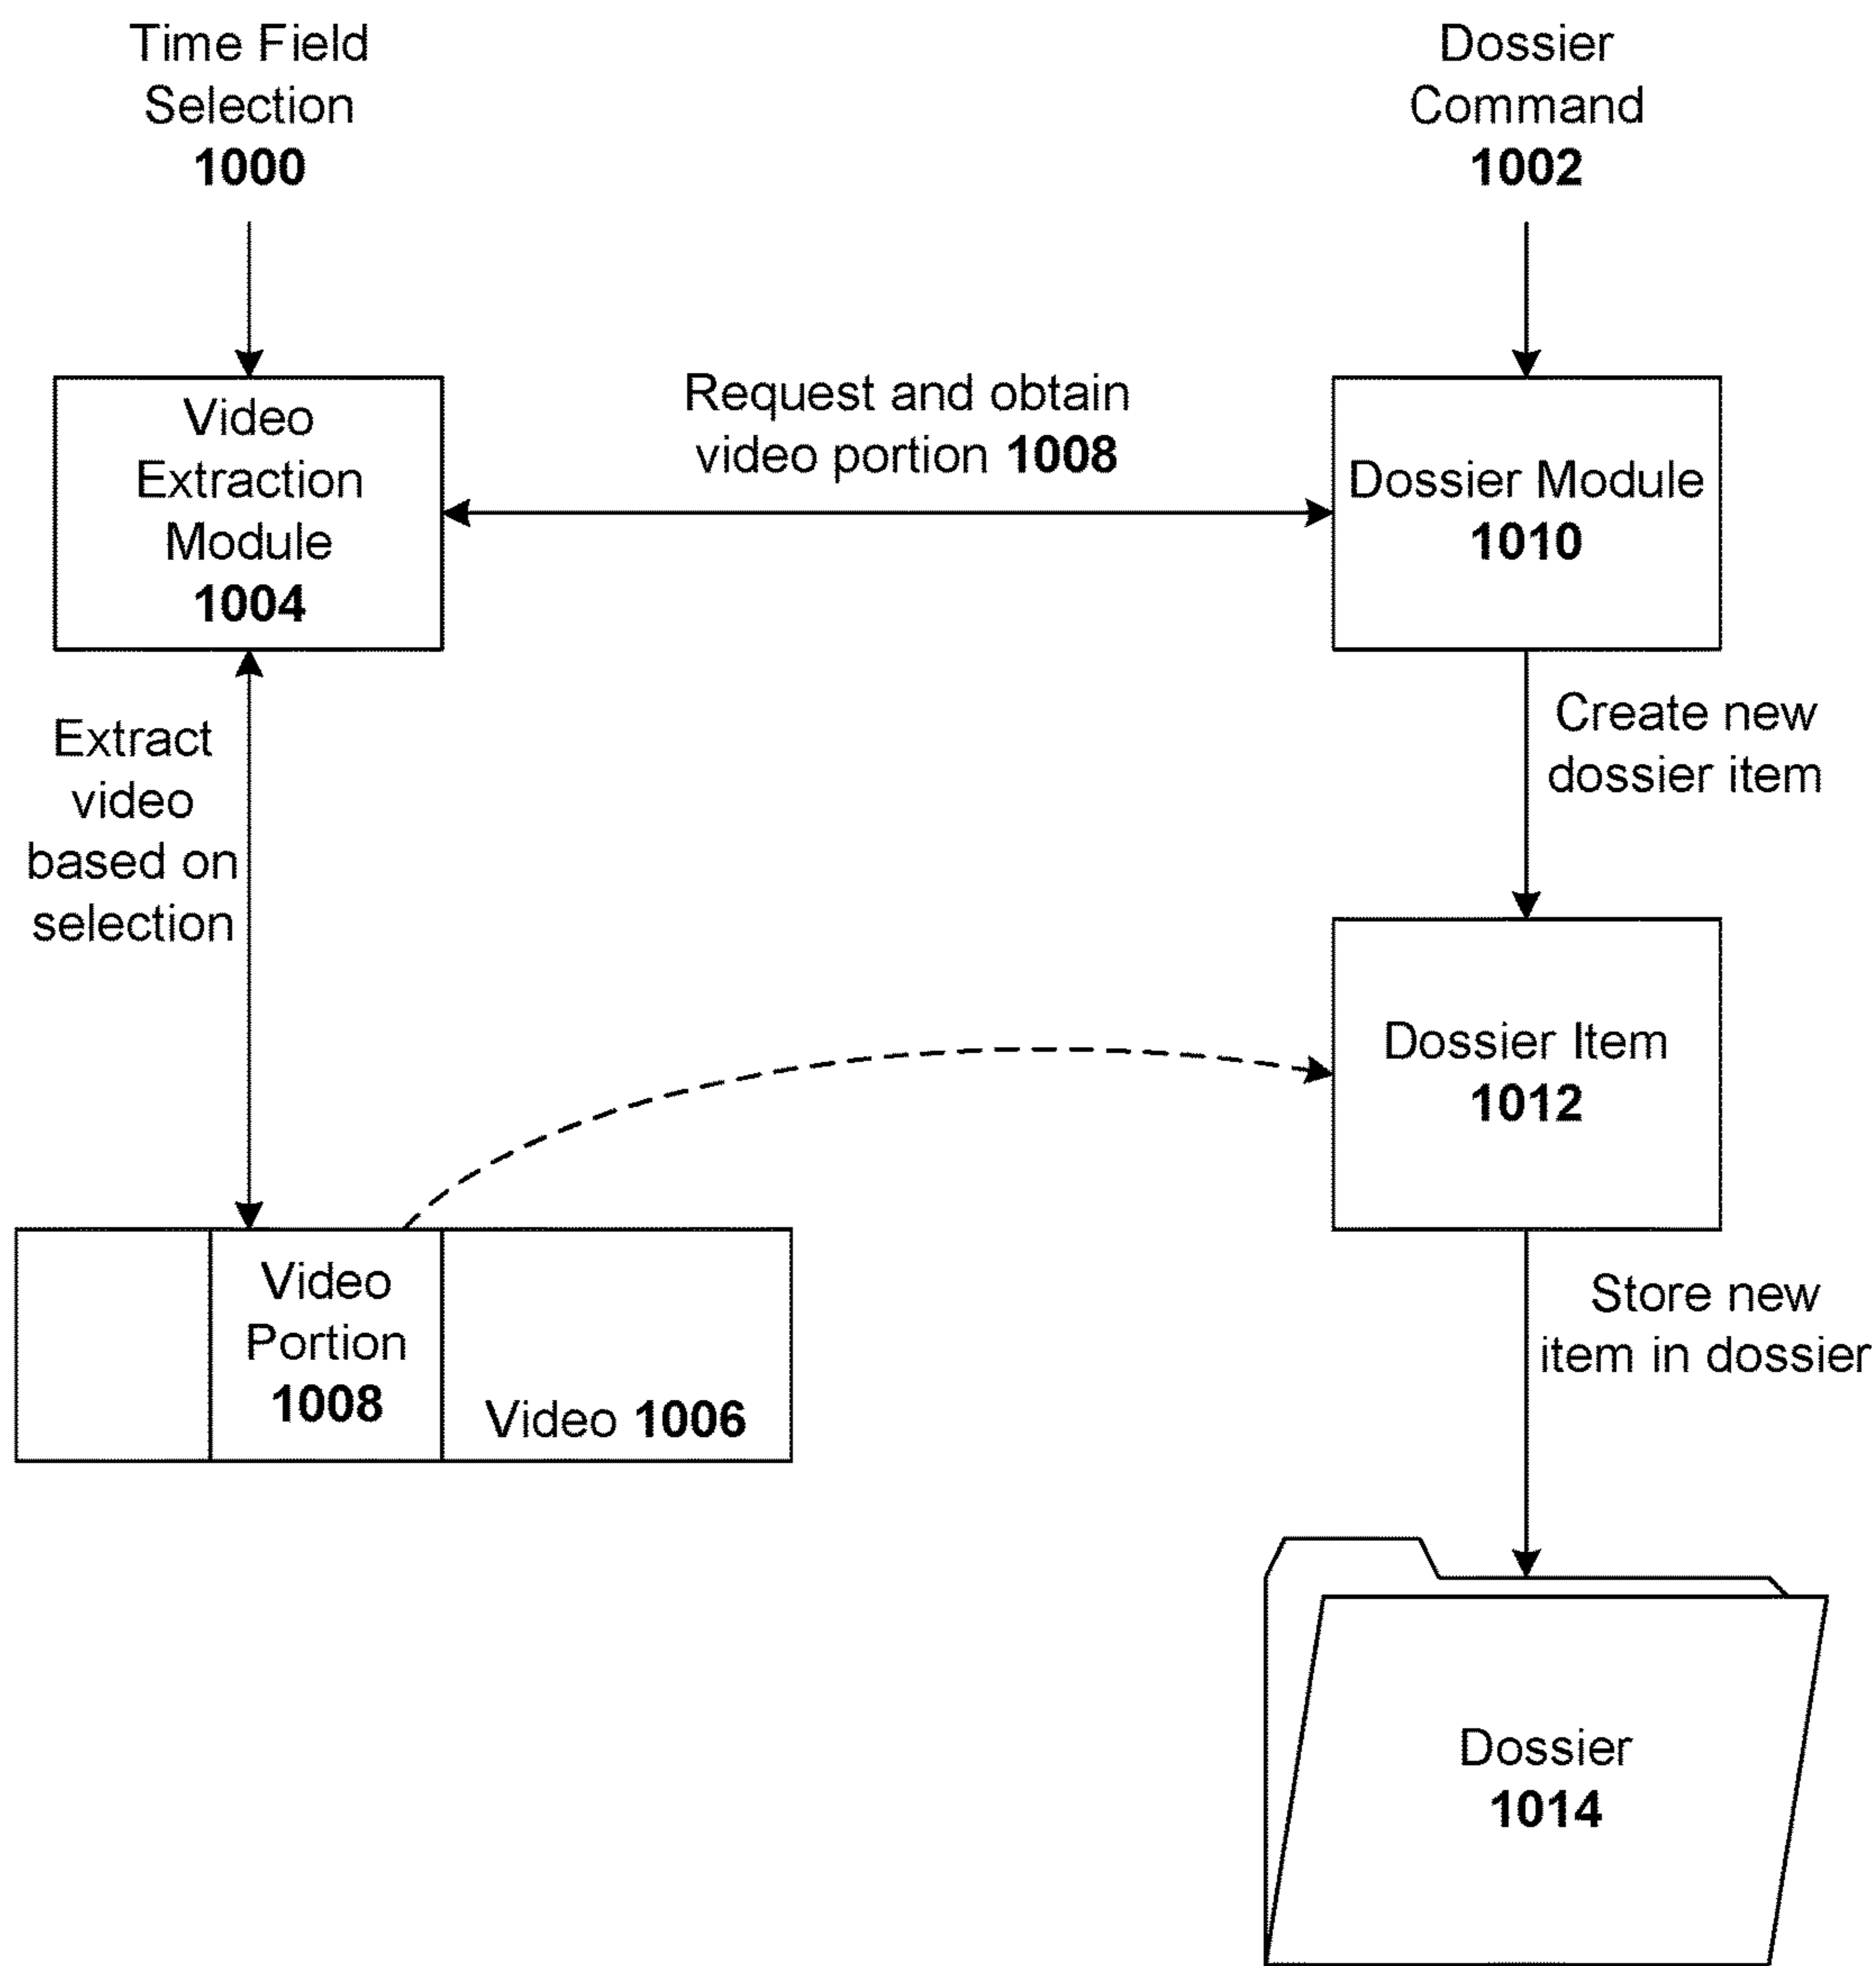 Time Field
Selection
1000
Dossier
Command
1002
Video
Extraction
Module
1004
Request and obtain
video portion 1008
Dossier Module
1010
Extract
video
based on
selection
Create new
dossier item
Dossier Item
1012
Video
Portion
1008
Video 1006
Store new
item in dossier
Dossier
1014